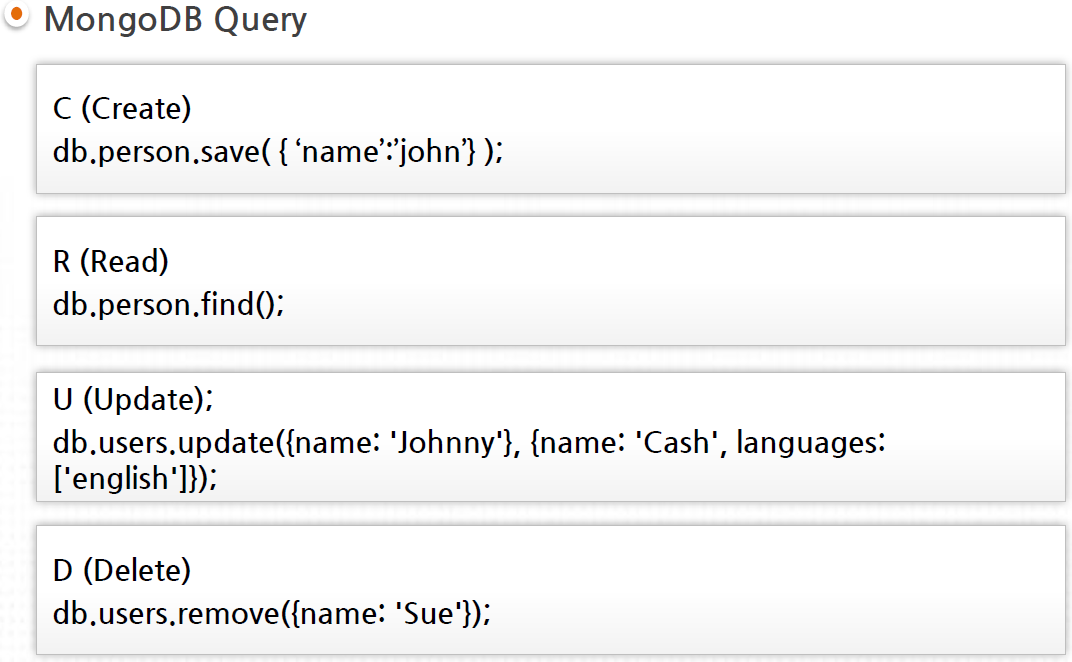 MongoDB Query
C (Create)
db.person.save( { ‘name’:’john’} );
R (Read)
db.person.find();
U (Update);
db.users.update({name: 'Johnny'}, {name: 'Cash', languages:
['english']});
D (Delete)
db.users.remove({name: 'Sue'});